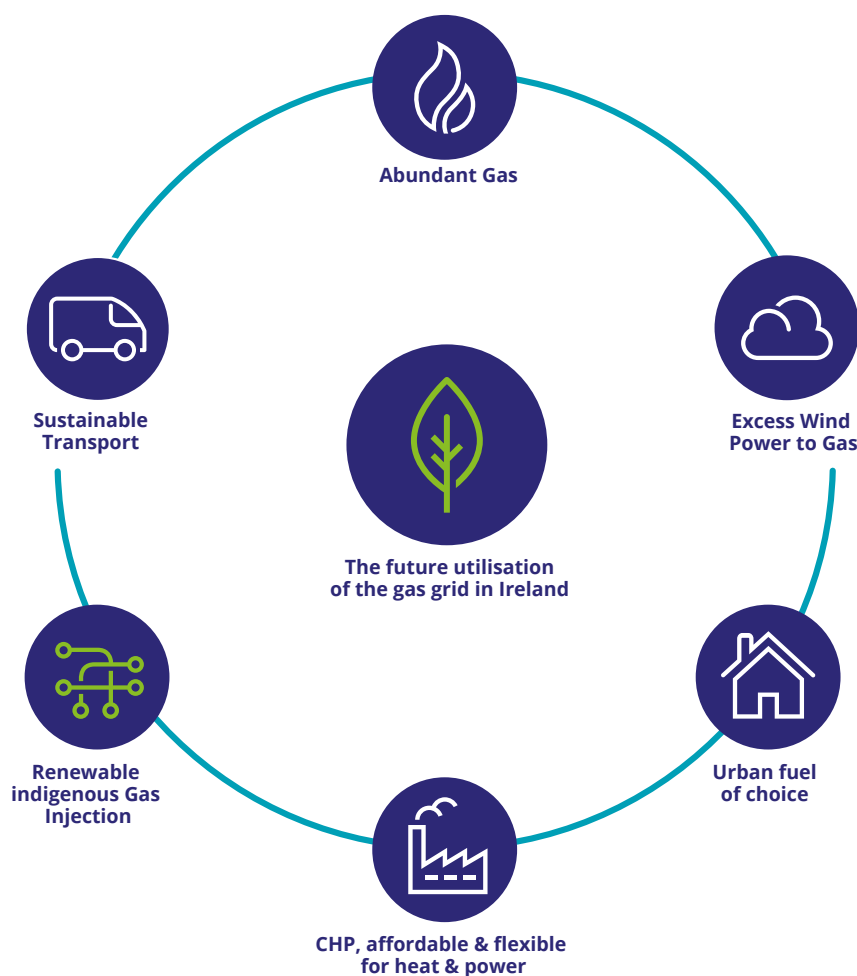 Abundant Gas
Excess Wind
Power to Gas
Urban fuel
of choice
CHP, affordable & flexible
for heat & power
Renewable
indigenous Gas
Injection
Sustainable
Transport
The future utilisation
of the gas grid in Ireland